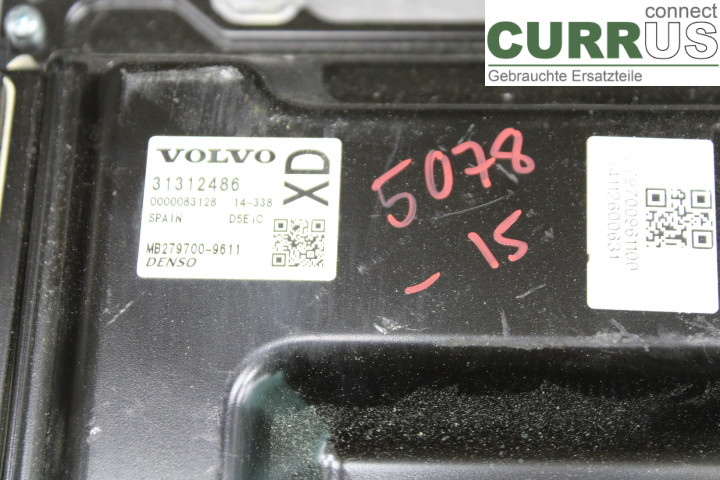 connect
CURRUS
Gebrauchte Ersatzteile
VOLVO
XD
31312486
0000083128 14-338
SPAIN D5EiC
MB279700-9611
DENSO
5078
-15